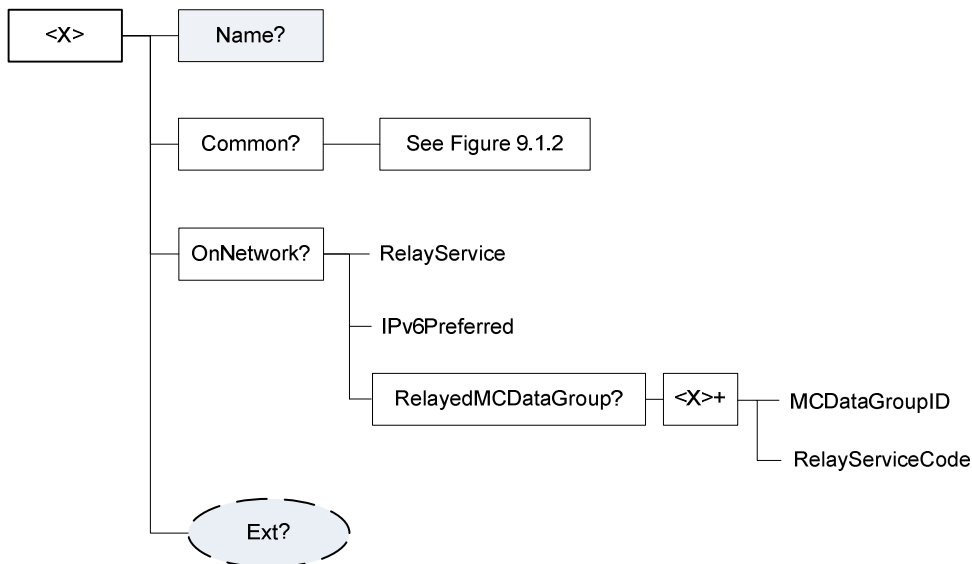 <X>
Name?
Common?
See Figure 9.1.2
OnNetwork?
RelayService
IPv6Preferred
RelayedMCDataGroup?
<X>+
MCDataGroupID
RelayServiceCode
Ext?